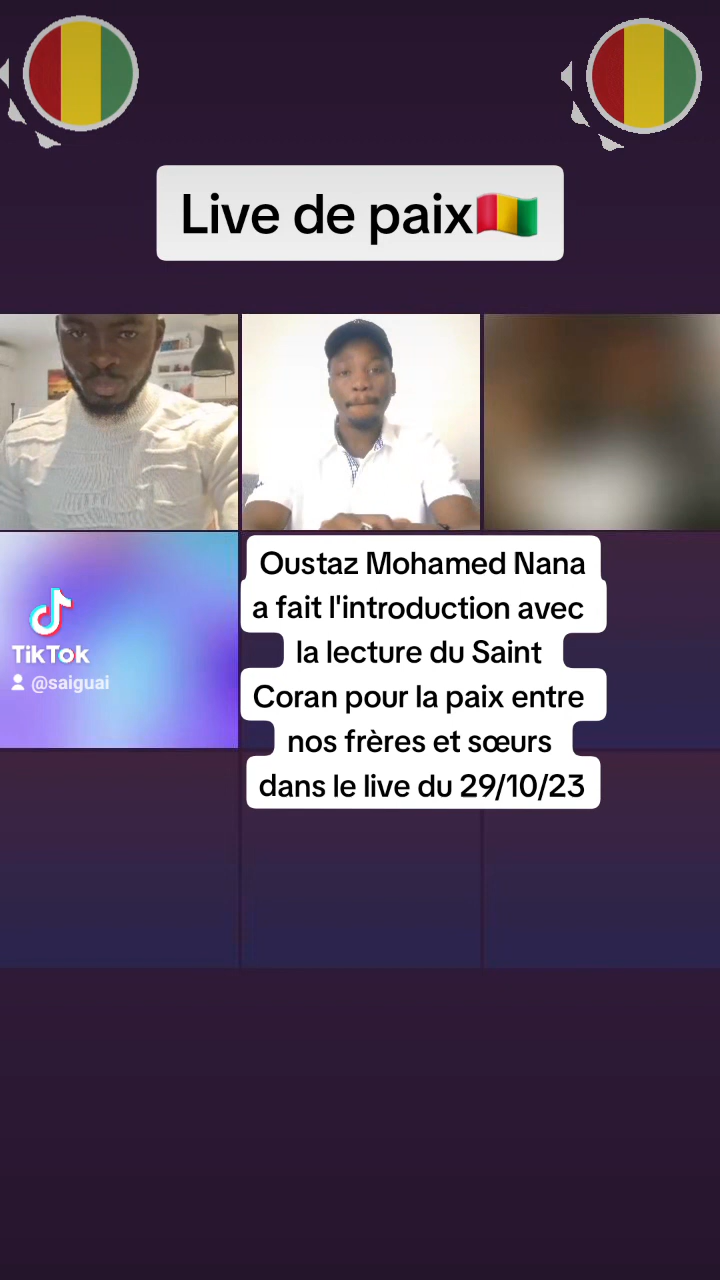 Live de paix🇬🇳
Oustaz Mohamed Nana
a fait l'introduction avec
la lecture du Saint
Coran pour la paix entre
nos frères et sœurs
dans le live du 29/10/23
TikTok
@saiguai